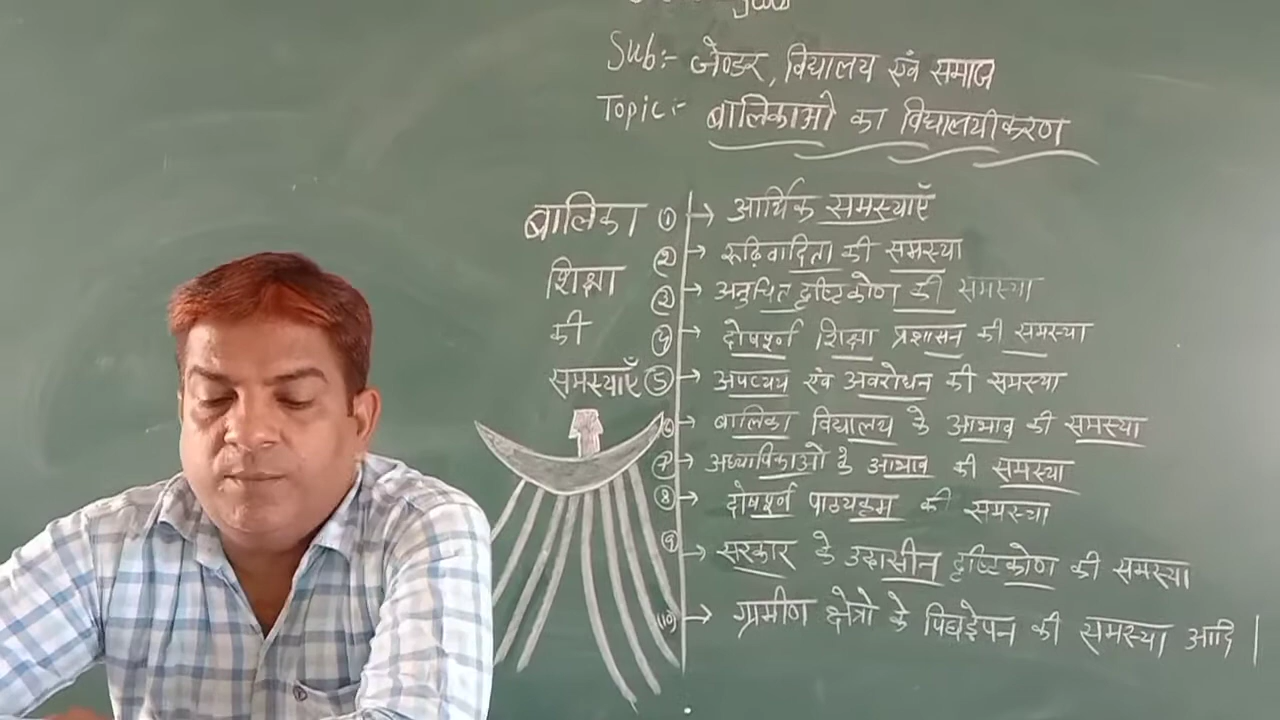 Sub:- जेण्डर, विद्यालय एवं समाज
Topic:- बालिकाओ का विद्यालयीकरण
बालिका
शिक्षा
की
समस्याएँ
① → आर्थिक समस्याएँ
② → रूढ़िवादिता की समस्या
③ → अनुचित दृष्टिकोण की समस्या
④ → दोषपूर्ण शिक्षा प्रशासन की समस्या
⑤ → अपव्यय एंव अवरोधन की समस्या
⑥ → बालिका विद्यालय के अभाव की समस्या
⑦ → अध्यापिकाओ के अभाव की समस्या
⑧ → दोषपूर्ण पाठ्यक्रम की समस्या
⑨ → सरकार के उदासीन दृष्टिकोण की समस्या
⑩ → ग्रामीण क्षेत्रो के पिछड़ेपन की समस्या आदि |